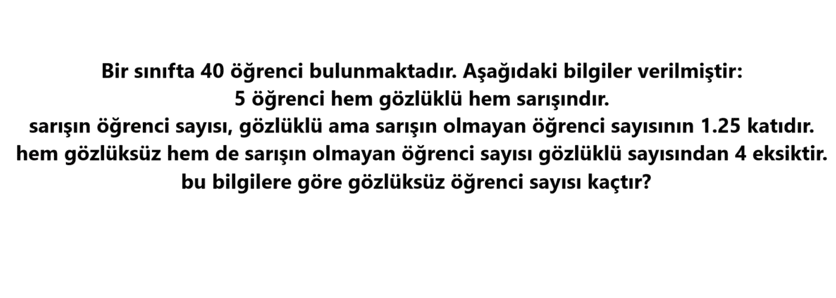 Bir sınıfta 40 öğrenci bulunmaktadır. Aşağıdaki bilgiler verilmiştir:
5 öğrenci hem gözlüklü hem sarışındır.
sarışın öğrenci sayısı, gözlüklü ama sarışın olmayan öğrenci sayısının 1.25 katıdır.
hem gözlüksüz hem de sarışın olmayan öğrenci sayısı gözlüklü sayısından 4 eksiktir.
bu bilgilere göre gözlüksüz öğrenci sayısı kaçtır?